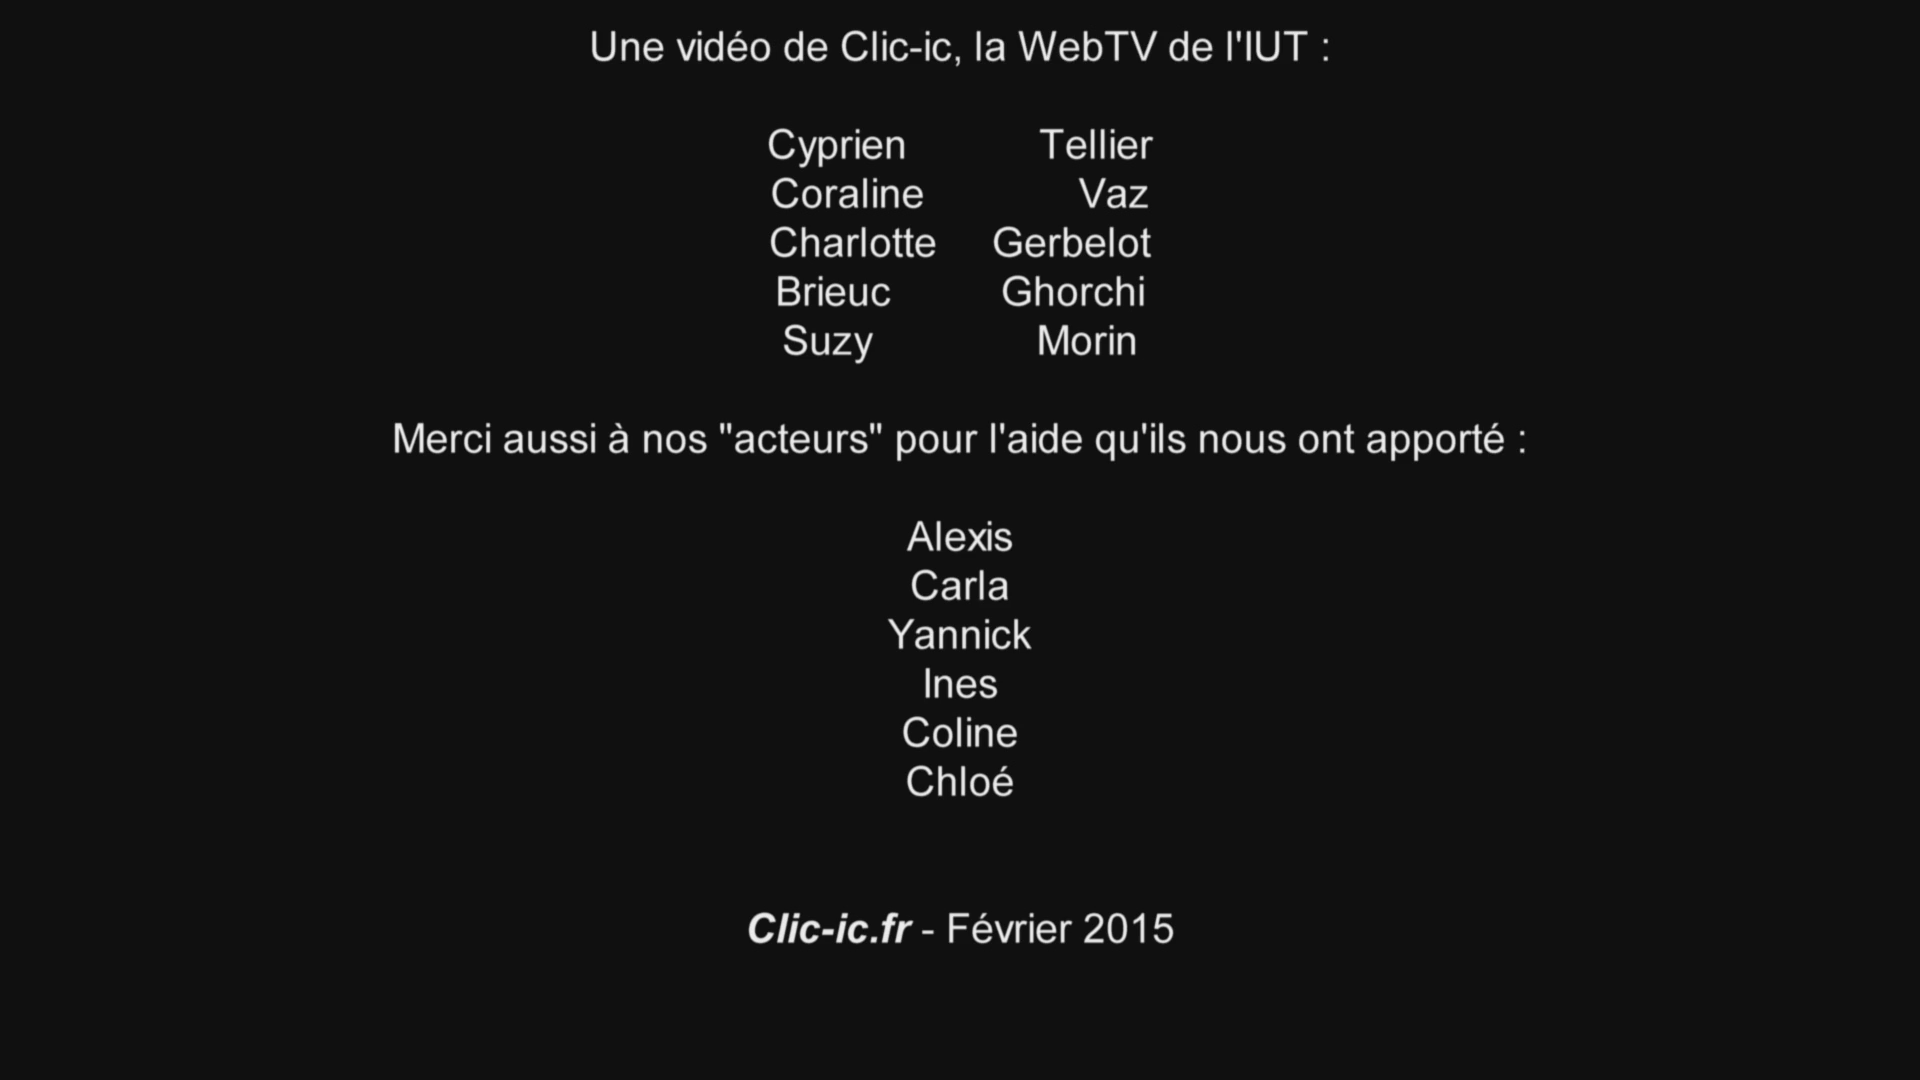 Une vidéo de Clic-ic, la WebTV de l'IUT :
Cyprien Tellier
Coraline Vaz
Charlotte Gerbelot
Brieuc Ghorchi
Suzy Morin
Merci aussi à nos "acteurs" pour l'aide qu'ils nous ont apporté :
Alexis
Carla
Yannick
Ines
Coline
Chloé
Clic-ic.fr - Février 2015